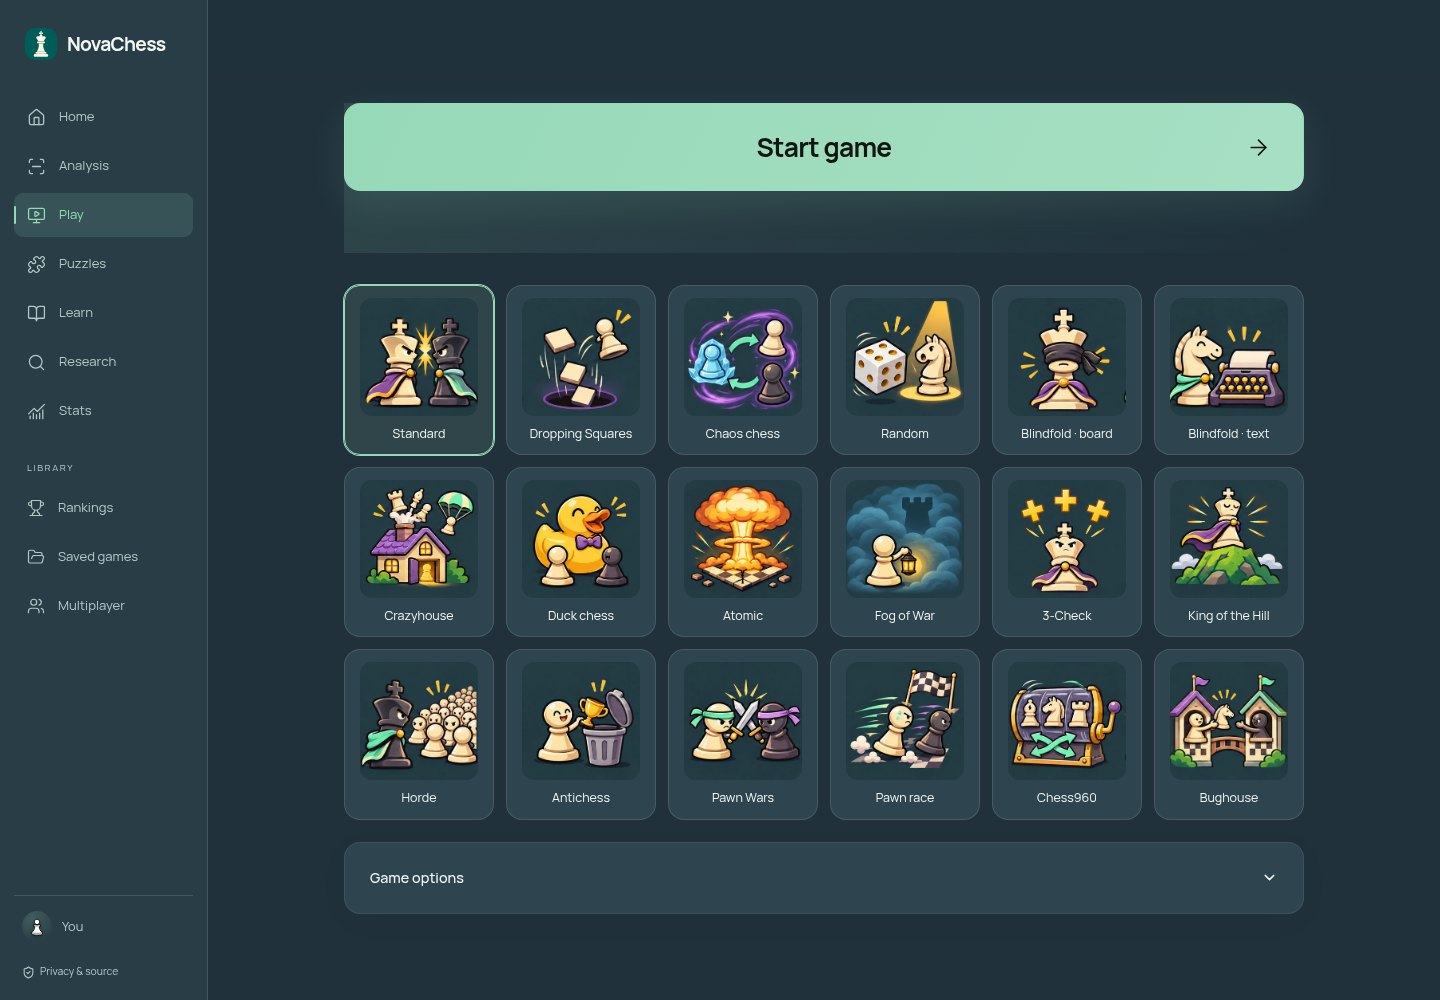 NovaChess
Home
Analysis
Play
Puzzles
Learn
Research
Stats
LIBRARY
Rankings
Saved games
Multiplayer
You
Privacy & source
Start game
Standard
Dropping Squares
Chaos chess
Random
Blindfold · board
Blindfold · text
Crazyhouse
Duck chess
Atomic
Fog of War
3-Check
King of the Hill
Horde
Antichess
Pawn Wars
Pawn race
Chess960
Bughouse
Game options